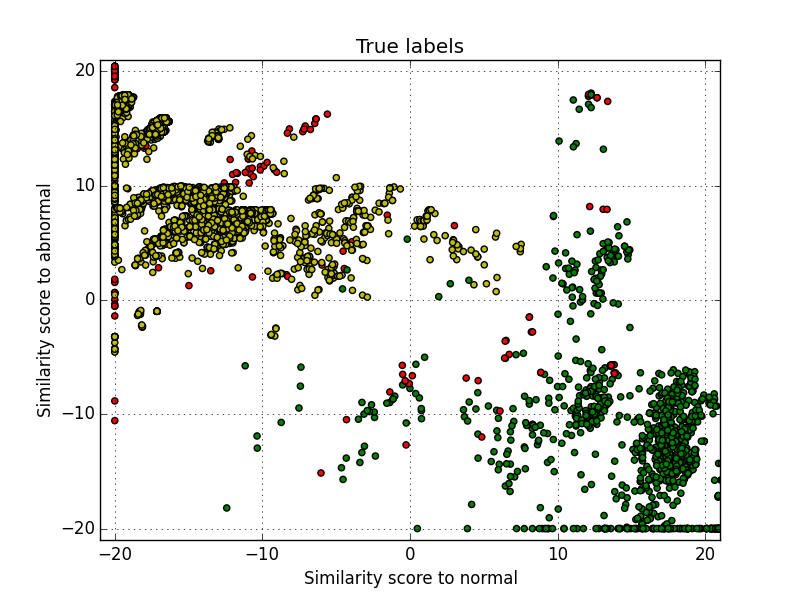 True labels
20
10
0
−10
−20
Similarity score to abnormal
−20 −10 0 10 20
Similarity score to normal